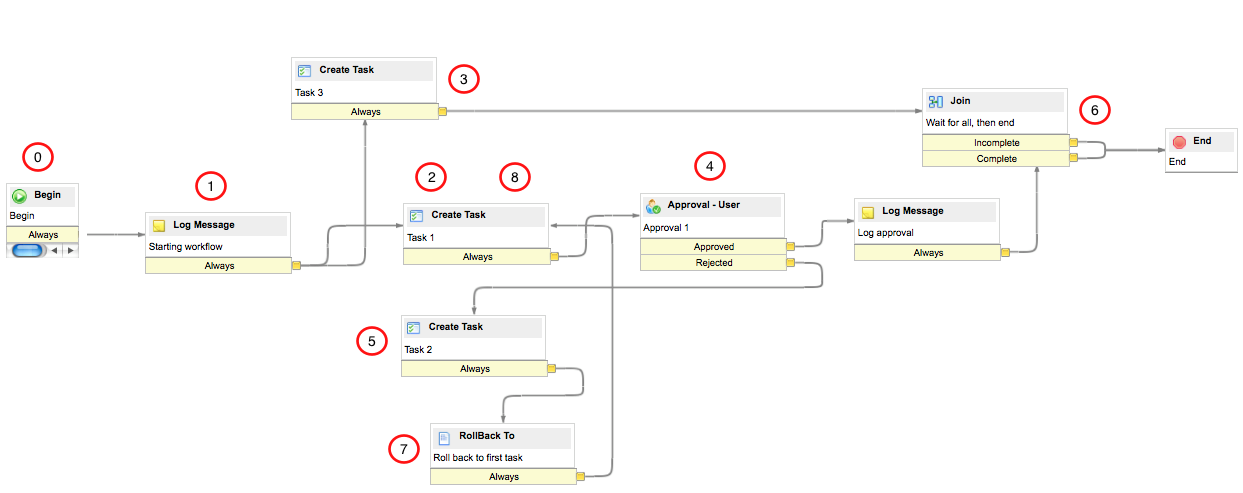 0
Begin
Begin
Always
1
Log Message
Starting workflow
Always
Create Task
Task 3
Always
3
2
8
Create Task
Task 1
Always
4
Approval - User
Approval 1
Approved
Rejected
Log Message
Log approval
Always
Join
Wait for all, then end
Incomplete
Complete
6
End
End
5
Create Task
Task 2
Always
7
RollBack To
Roll back to first task
Always